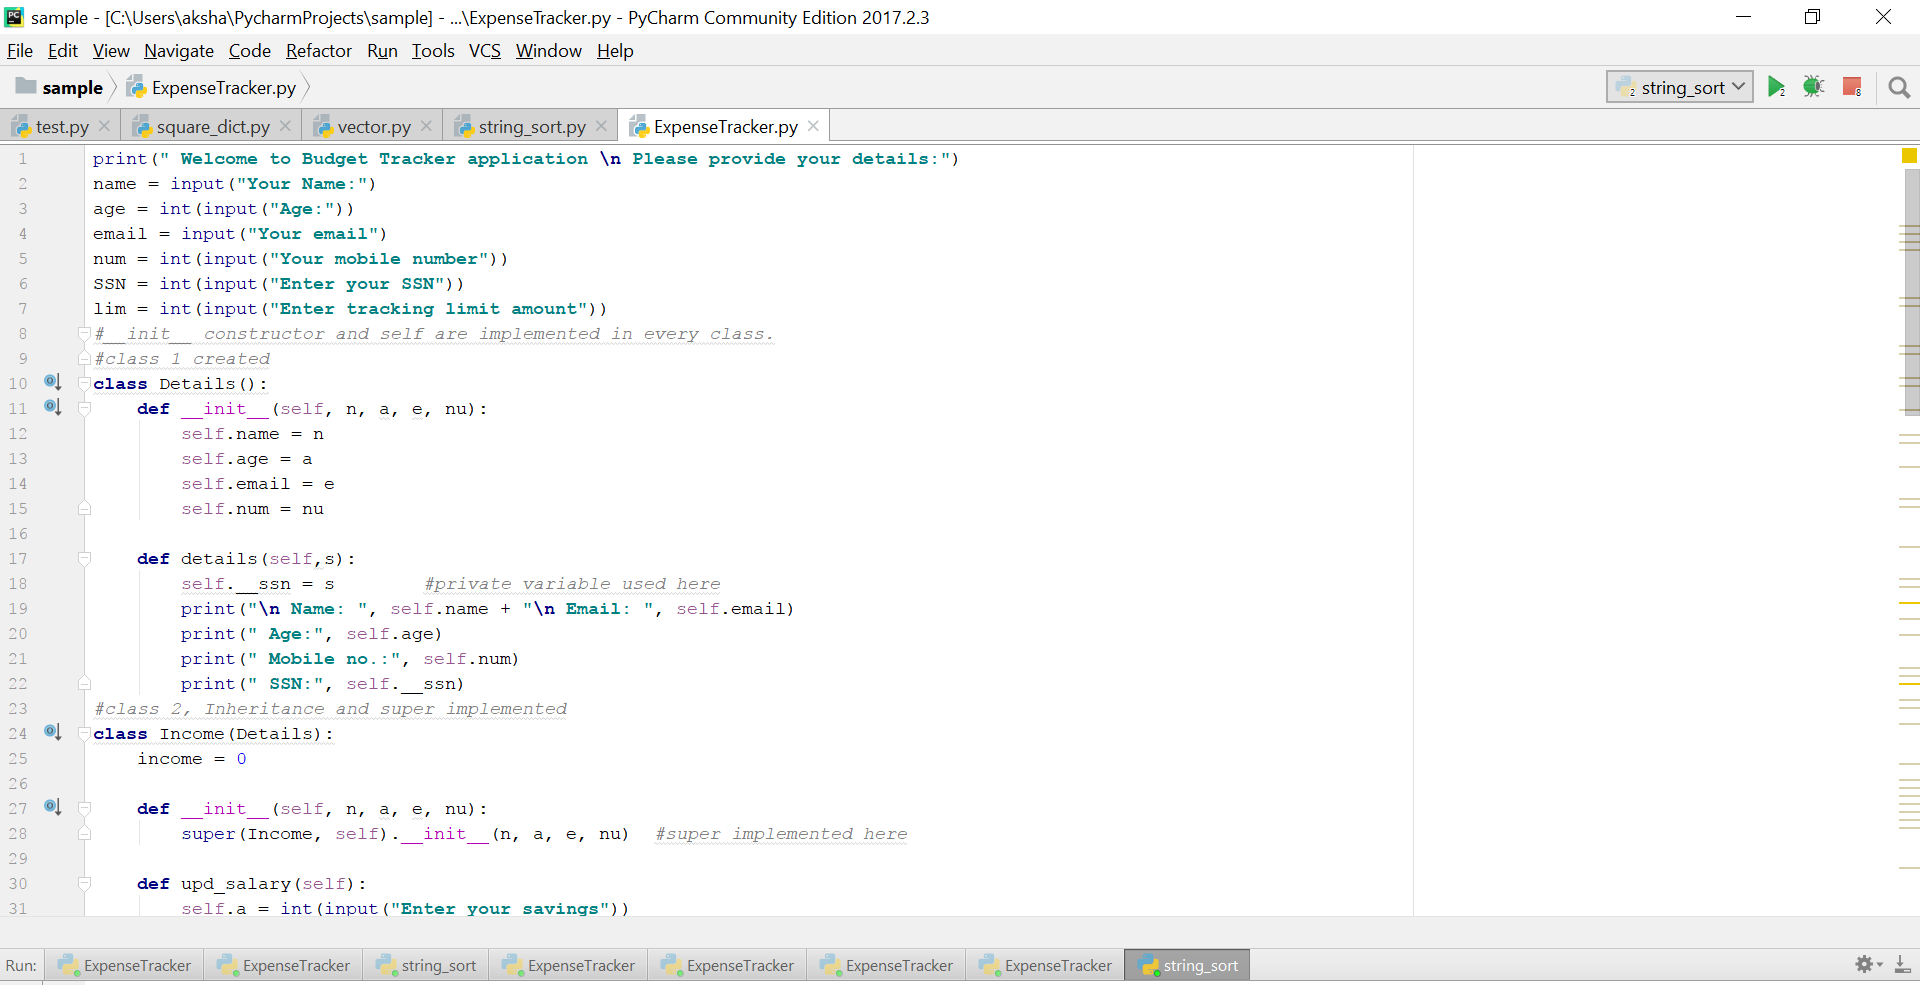 sample - [C:\Users\aksha\PycharmProjects\sample] - ...\ExpenseTracker.py - PyCharm Community Edition 2017.2.3
File Edit View Navigate Code Refactor Run Tools VCS Window Help
sample ExpenseTracker.py string_sort
test.py square_dict.py vector.py string_sort.py ExpenseTracker.py
1 print(" Welcome to Budget Tracker application \n Please provide your details:")
2 name = input("Your Name:")
3 age = int(input("Age:"))
4 email = input("Your email")
5 num = int(input("Your mobile number"))
6 SSN = int(input("Enter your SSN"))
7 lim = int(input("Enter tracking limit amount"))
8 #__init__ constructor and self are implemented in every class.
9 #class 1 created
10 class Details():
11     def __init__(self, n, a, e, nu):
12         self.name = n
13         self.age = a
14         self.email = e
15         self.num = nu
16
17     def details(self,s):
18         self.__ssn = s        #private variable used here
19         print("\n Name: ", self.name + "\n Email: ", self.email)
20         print(" Age:", self.age)
21         print(" Mobile no.:", self.num)
22         print(" SSN:", self.__ssn)
23 #class 2, Inheritance and super implemented
24 class Income(Details):
25     income = 0
26
27     def __init__(self, n, a, e, nu):
28         super(Income, self).__init__(n, a, e, nu)  #super implemented here
29
30     def upd_salary(self):
31         self.a = int(input("Enter your savings"))
Run: ExpenseTracker ExpenseTracker string_sort ExpenseTracker ExpenseTracker ExpenseTracker ExpenseTracker string_sort